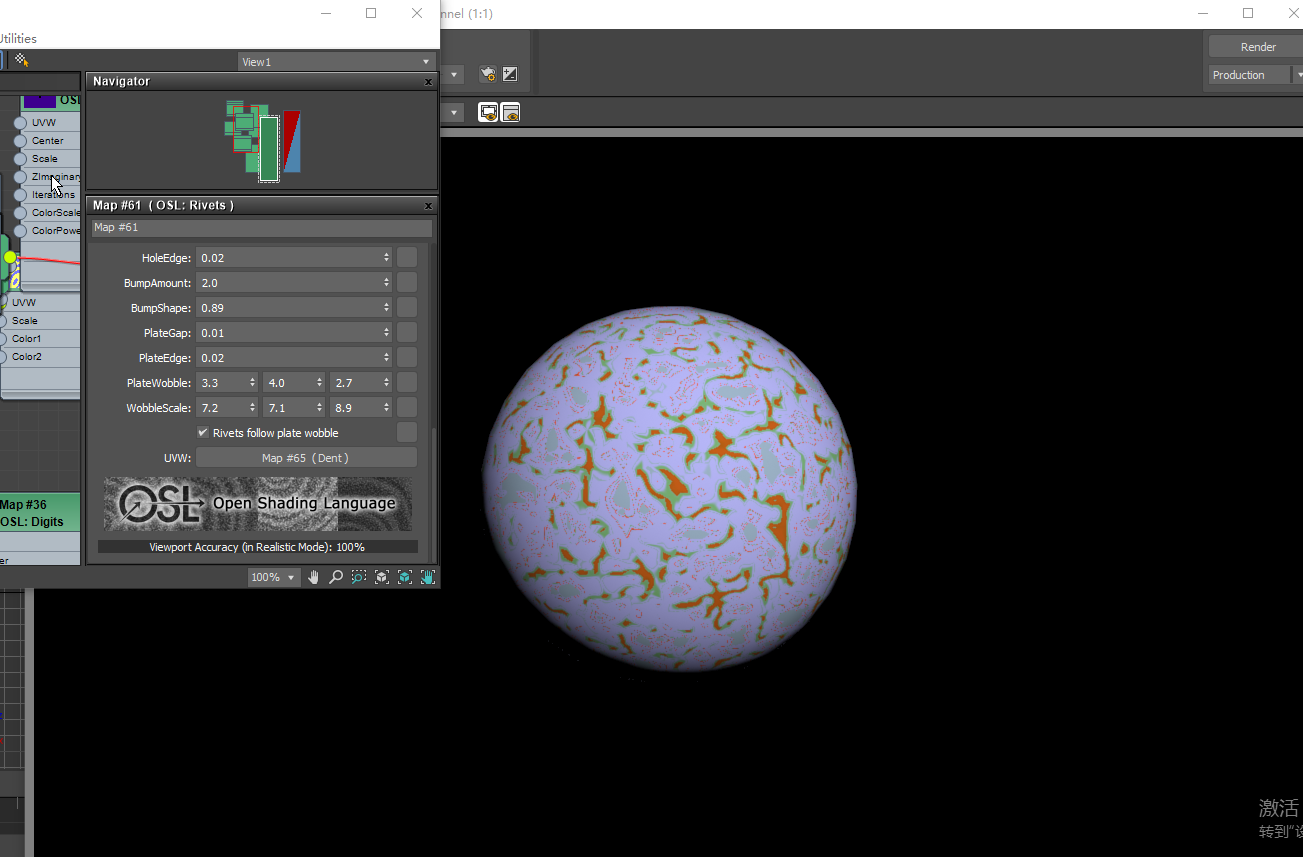 nnel (1:1)
Utilities
View1
Navigator
Render
Production
OSL
UVW
Center
Scale
ZImaginary
Iterations
ColorScale
ColorPowe
UVW
Scale
Color1
Color2
Map #36
OSL: Digits
er
Map #61 ( OSL: Rivets )
Map #61
HoleEdge: 0.02
BumpAmount: 2.0
BumpShape: 0.89
PlateGap: 0.01
PlateEdge: 0.02
PlateWobble: 3.3 4.0 2.7
WobbleScale: 7.2 7.1 8.9
Rivets follow plate wobble
UVW: Map #65 (Dent)
OSL Open Shading Language
Viewport Accuracy (in Realistic Mode): 100%
100%
激活
转到"设